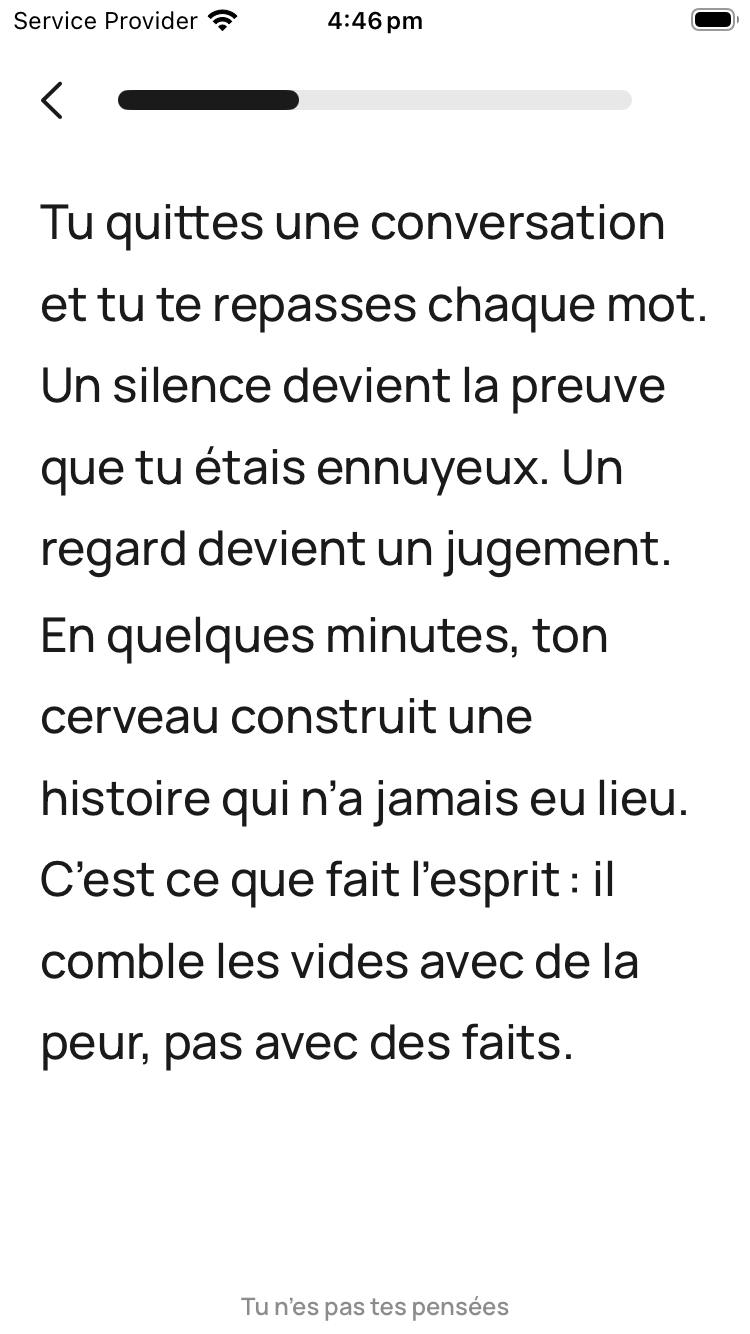 Service Provider 4:46 pm
Tu quittes une conversation
et tu te repasses chaque mot.
Un silence devient la preuve
que tu étais ennuyeux. Un
regard devient un jugement.
En quelques minutes, ton
cerveau construit une
histoire qui n’a jamais eu lieu.
C’est ce que fait l’esprit : il
comble les vides avec de la
peur, pas avec des faits.
Tu n’es pas tes pensées